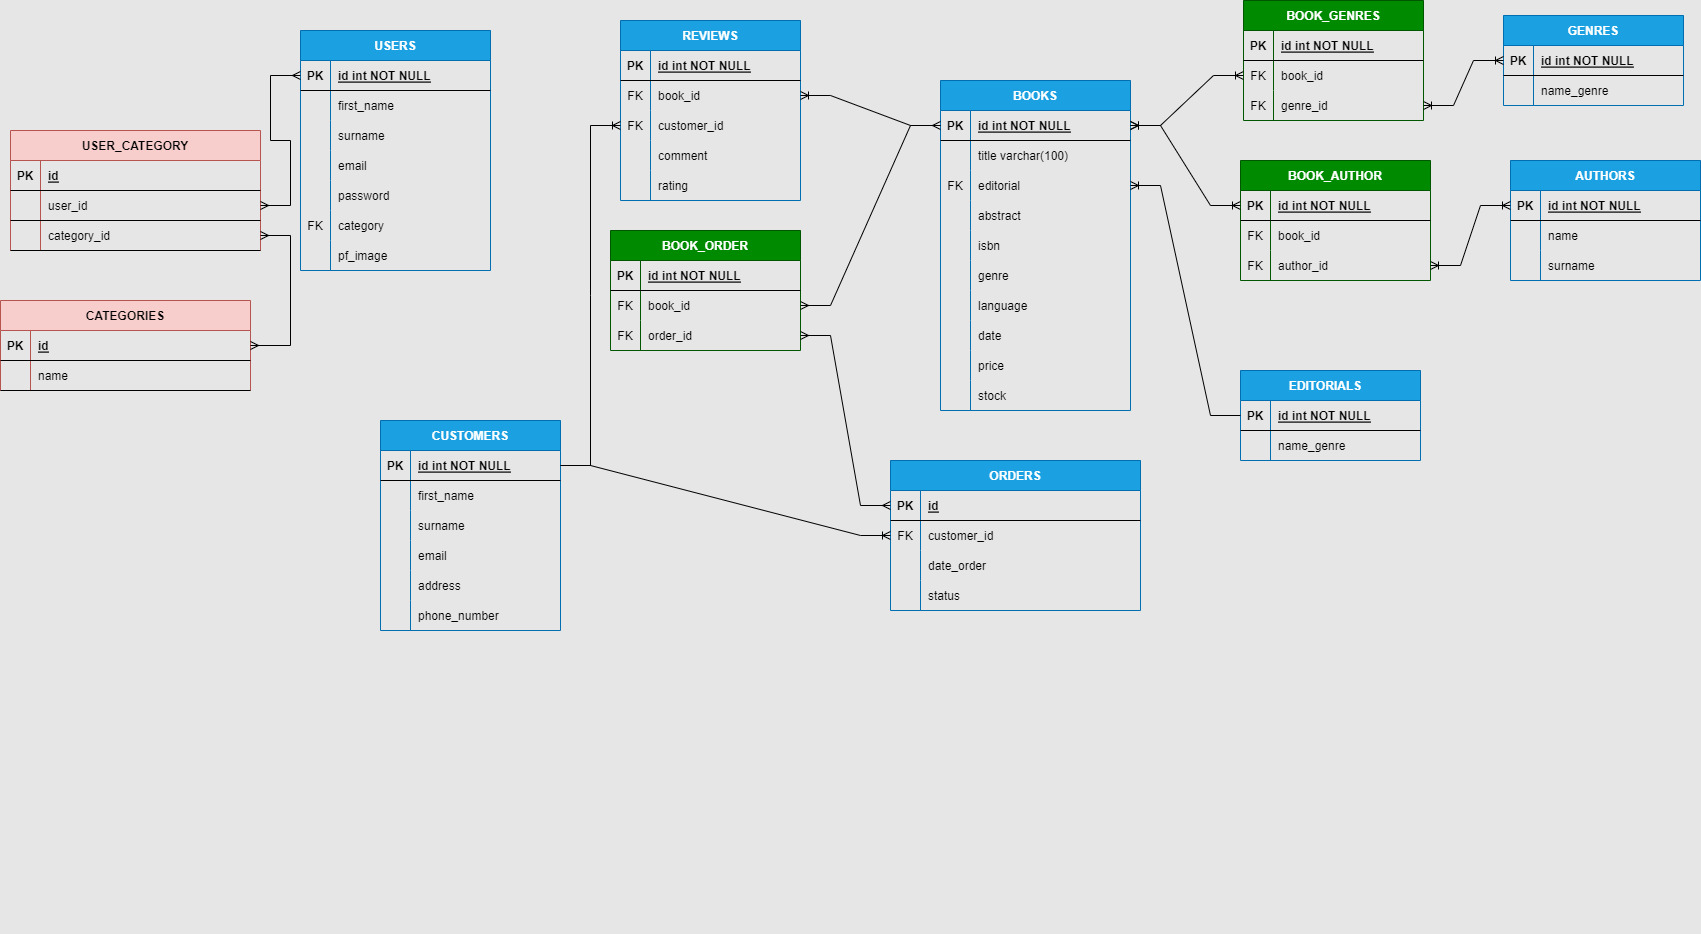 USERS
PK id int NOT NULL
first_name
surname
email
password
FK category
pf_image
USER_CATEGORY
PK id
user_id
category_id
CATEGORIES
PK id
name
REVIEWS
PK id int NOT NULL
FK book_id
FK customer_id
comment
rating
BOOK_ORDER
PK id int NOT NULL
FK book_id
FK order_id
CUSTOMERS
PK id int NOT NULL
first_name
surname
email
address
phone_number
BOOKS
PK id int NOT NULL
title varchar(100)
FK editorial
abstract
isbn
genre
language
date
price
stock
ORDERS
PK id
FK customer_id
date_order
status
BOOK_GENRES
PK id int NOT NULL
FK book_id
FK genre_id
GENRES
PK id int NOT NULL
name_genre
BOOK_AUTHOR
PK id int NOT NULL
FK book_id
FK author_id
AUTHORS
PK id int NOT NULL
name
surname
EDITORIALS
PK id int NOT NULL
name_genre